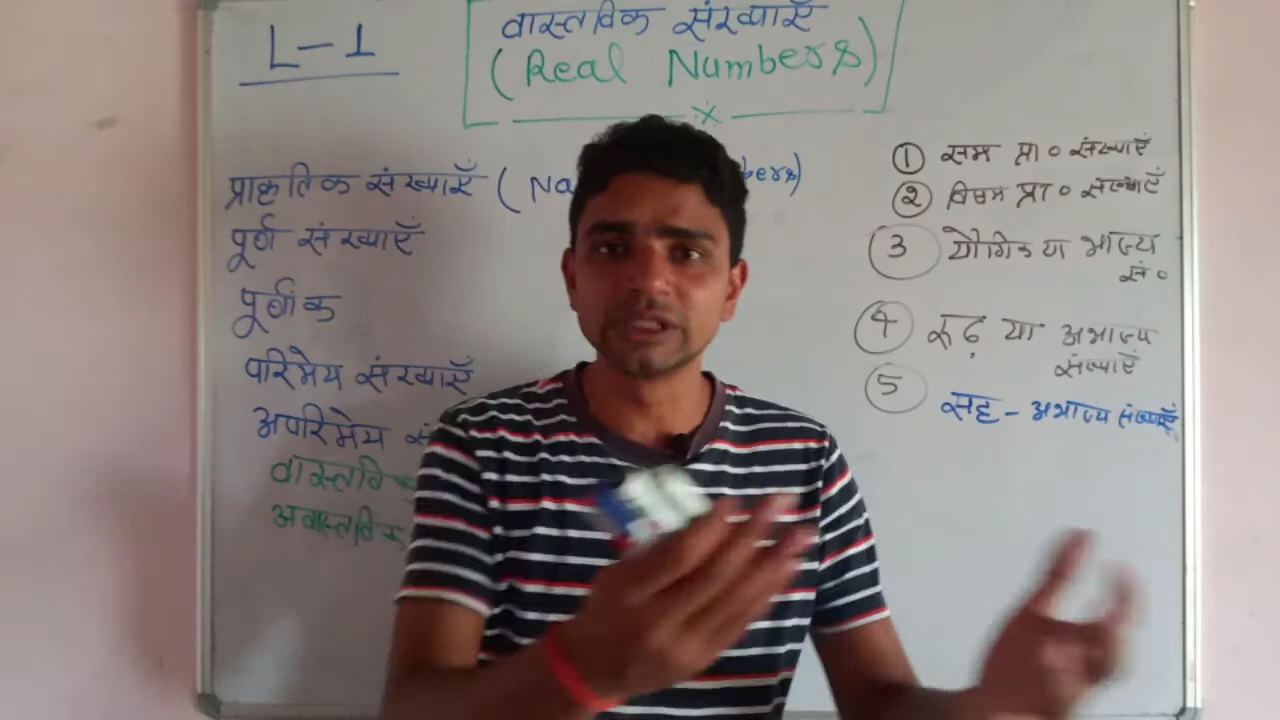 L-1
वास्तविक संख्याएँ
(Real Numbers)
प्राकृतिक संख्याएँ (Na bers)
पूर्ण संख्याएँ
पूर्णांक
परिमेय संख्याएँ
अपरिमेय सं
वास्तविक
अवास्तविक
① सम प्रा० संख्याएँ
② विषम प्रा० संख्याएँ
③ यौगिक या भाज्य
सं०
④ रूढ़ या अभाज्य
संख्याएँ
⑤ सह - अभाज्य संख्याएँ